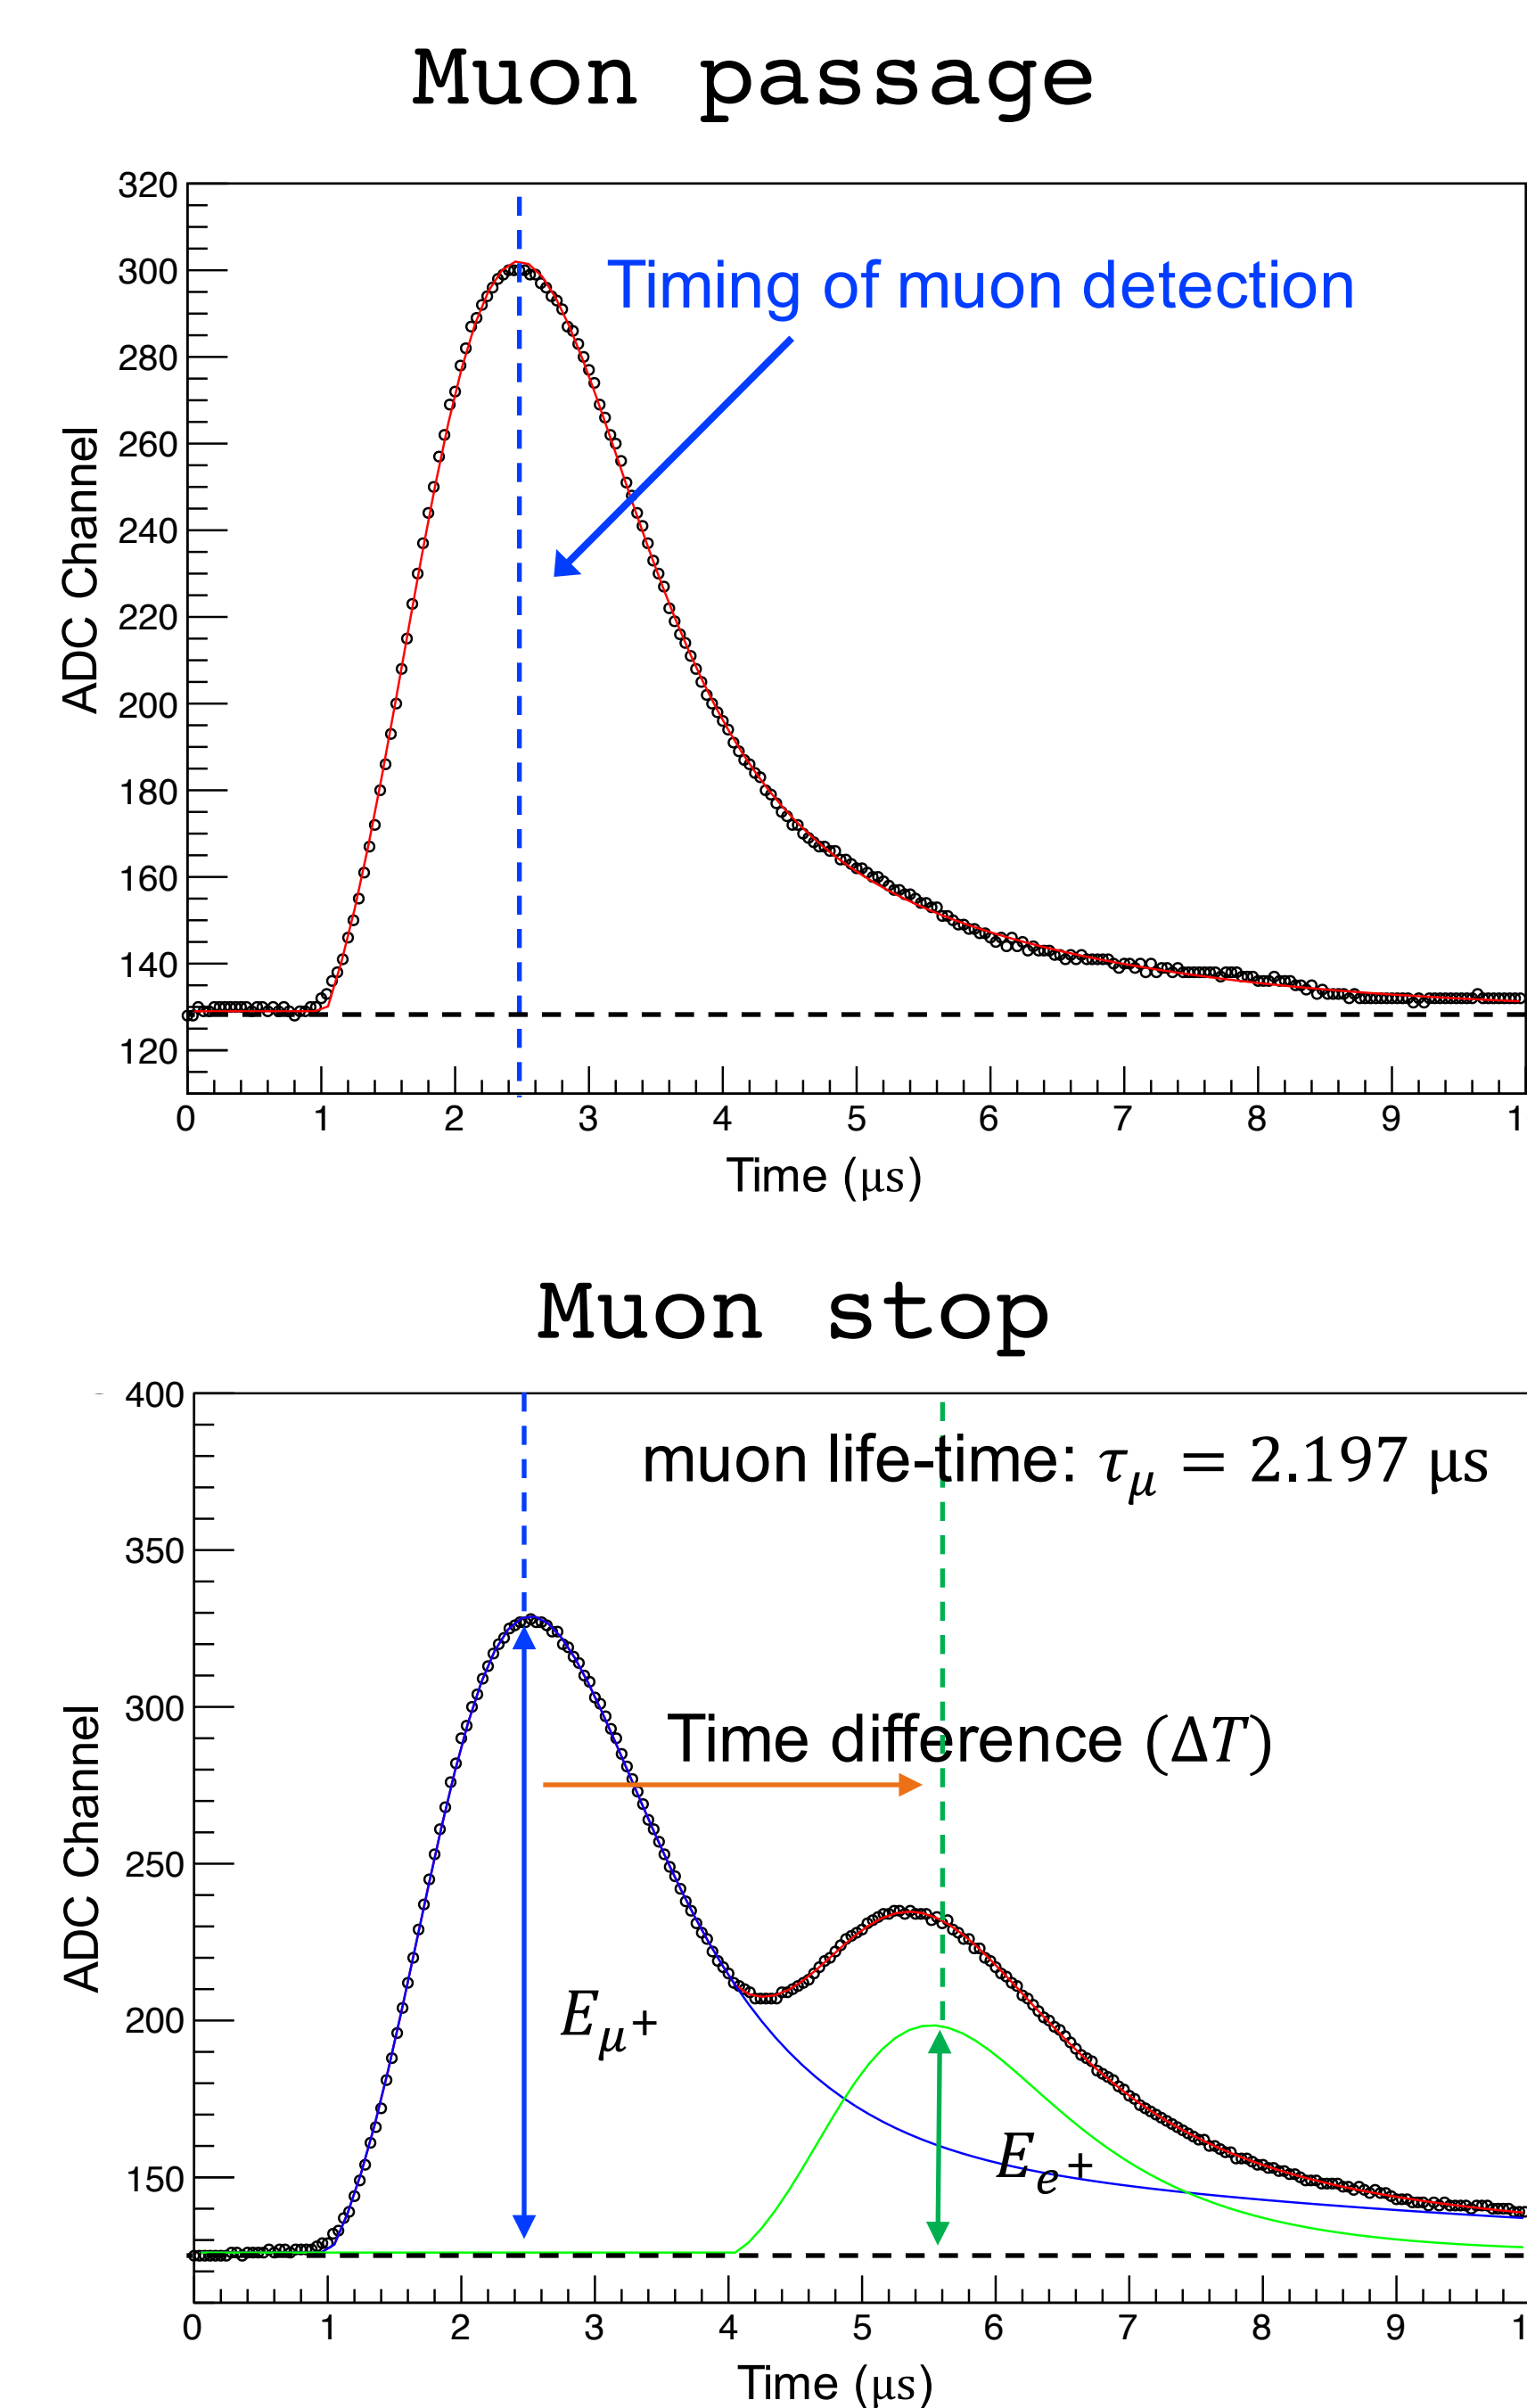 Muon passage
320
300
280
260
240
220
200
180
160
140
120
ADC Channel
Timing of muon detection
0 1 2 3 4 5 6 7 8 9 1
Time (μs)
Muon stop
400
350
300
250
200
150
ADC Channel
muon life-time: τμ = 2.197 μs
Time difference (ΔT)
Eμ+
Ee+
0 1 2 3 4 5 6 7 8 9 1
Time (μs)